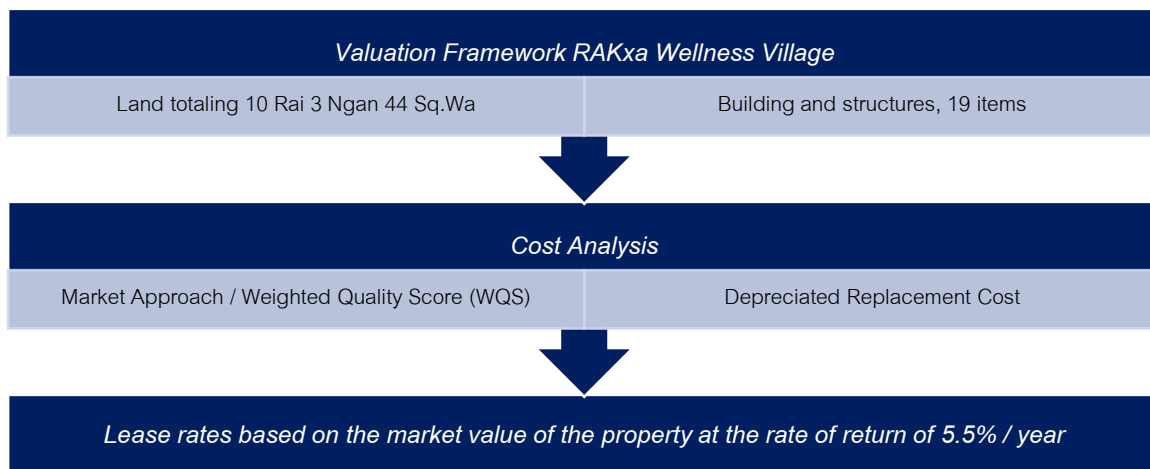 Valuation Framework RAKxa Wellness Village
Land totaling 10 Rai 3 Ngan 44 Sq.Wa
Building and structures, 19 items
Cost Analysis
Market Approach / Weighted Quality Score (WQS)
Depreciated Replacement Cost
Lease rates based on the market value of the property at the rate of return of 5.5% / year